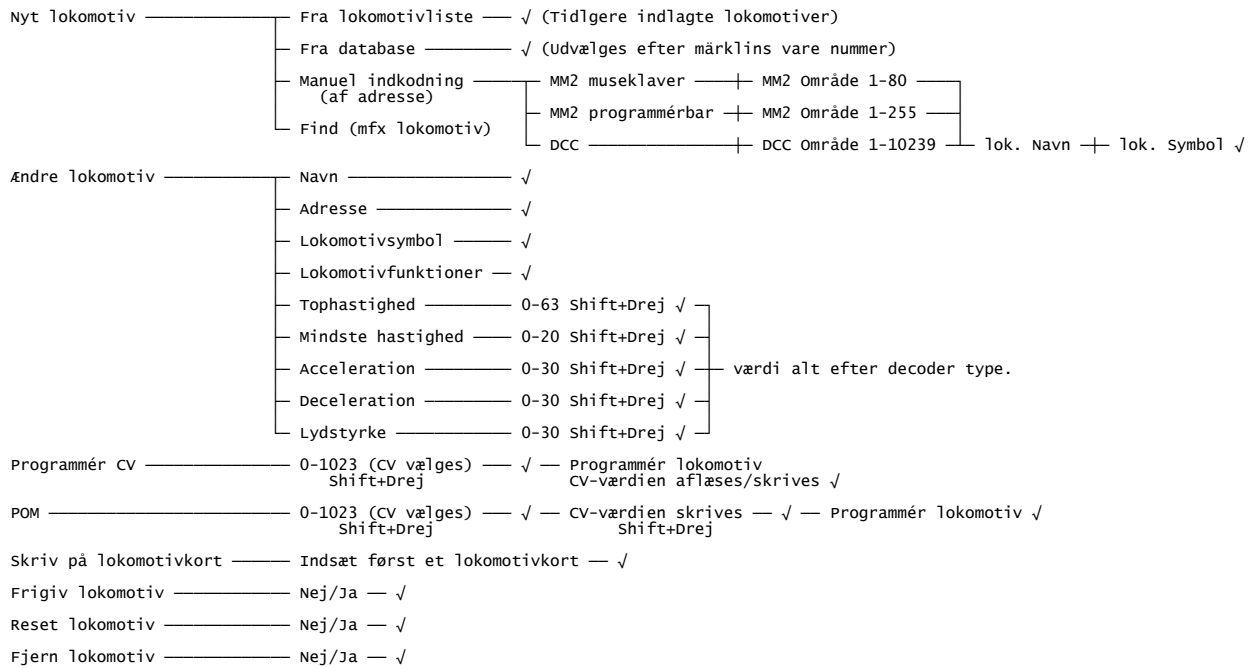 Nyt lokomotiv Fra lokomotivliste √ (Tidlgere indlagte lokomotiver)
Fra database √ (Udvælges efter märklins vare nummer)
Manuel indkodning MM2 museklaver MM2 Område 1-80
(af adresse)
MM2 programmérbar MM2 Område 1-255
Find (mfx lokomotiv)
DCC DCC Område 1-10239 lok. Navn lok. Symbol √
Ændre lokomotiv Navn √
Adresse √
Lokomotivsymbol √
Lokomotivfunktioner √
Tophastighed 0-63 Shift+Drej √
Mindste hastighed 0-20 Shift+Drej √
Acceleration 0-30 Shift+Drej √ værdi alt efter decoder type.
Deceleration 0-30 Shift+Drej √
Lydstyrke 0-30 Shift+Drej √
Programmér CV 0-1023 (CV vælges) √ Programmér lokomotiv
Shift+Drej CV-værdien aflæses/skrives √
POM 0-1023 (CV vælges) √ CV-værdien skrives √ Programmér lokomotiv √
Shift+Drej Shift+Drej
Skriv på lokomotivkort Indsæt først et lokomotivkort √
Frigiv lokomotiv Nej/Ja √
Reset lokomotiv Nej/Ja √
Fjern lokomotiv Nej/Ja √